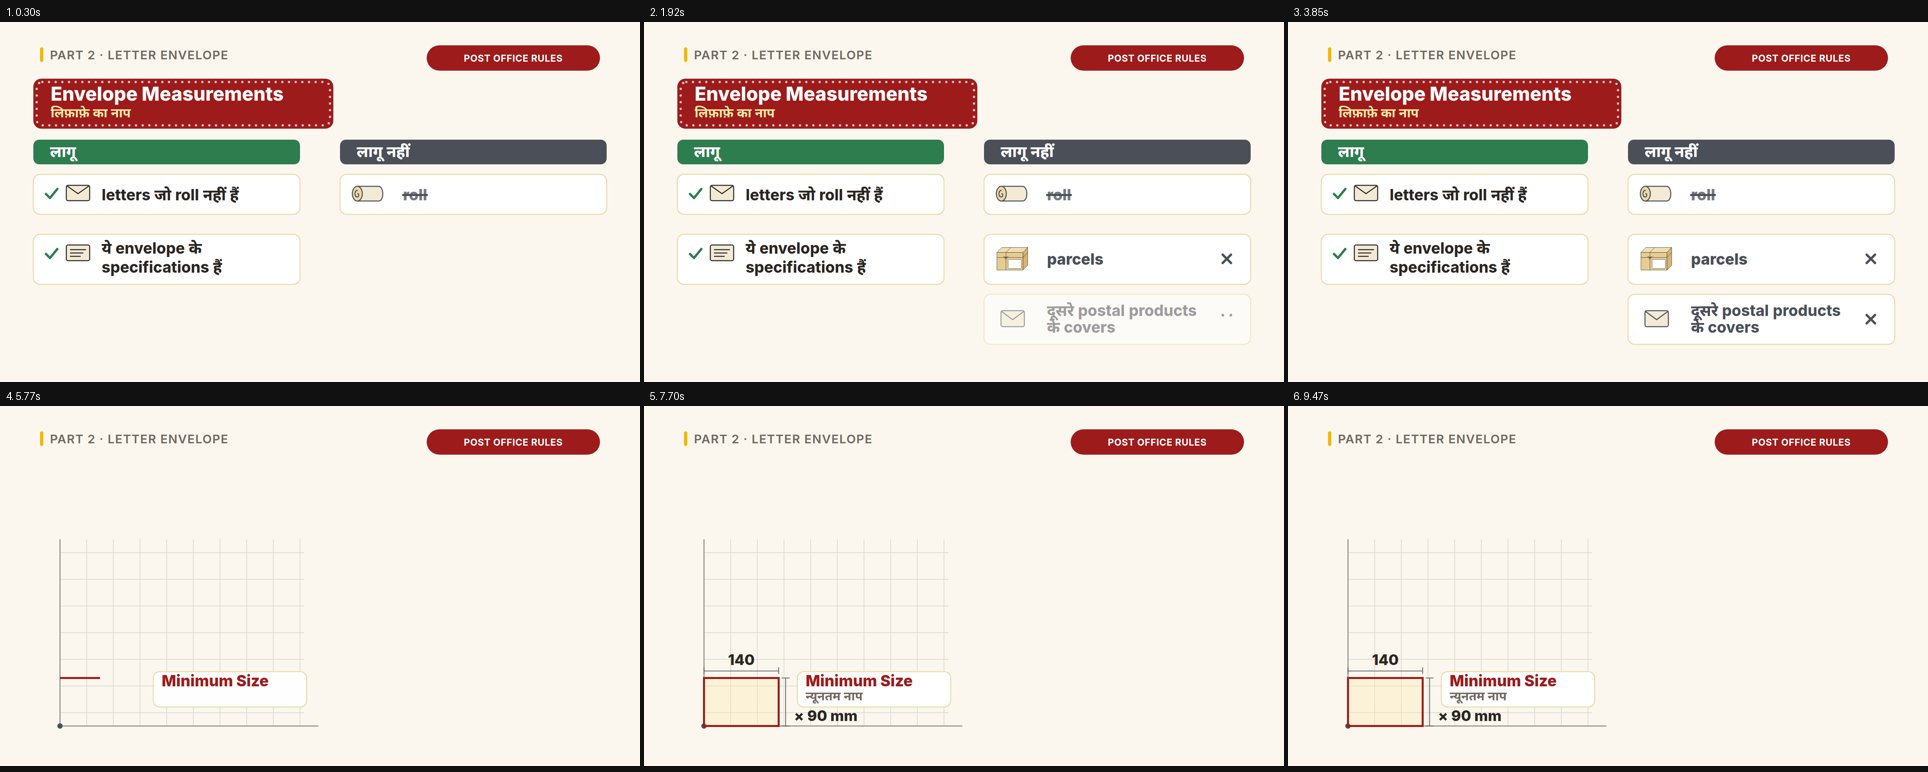 1. 0.30s
PART 2 · LETTER ENVELOPE
POST OFFICE RULES
Envelope Measurements
लिफ़ाफ़े का नाप
लागू
लागू नहीं
letters जो roll नहीं हैं
roll
ये envelope के
specifications हैं
2. 1.92s
PART 2 · LETTER ENVELOPE
POST OFFICE RULES
Envelope Measurements
लिफ़ाफ़े का नाप
लागू
लागू नहीं
letters जो roll नहीं हैं
roll
ये envelope के
specifications हैं
parcels
दूसरे postal products
के covers
3. 3.85s
PART 2 · LETTER ENVELOPE
POST OFFICE RULES
Envelope Measurements
लिफ़ाफ़े का नाप
लागू
लागू नहीं
letters जो roll नहीं हैं
roll
ये envelope के
specifications हैं
parcels
दूसरे postal products
के covers
4. 5.77s
PART 2 · LETTER ENVELOPE
POST OFFICE RULES
Minimum Size
5. 7.70s
PART 2 · LETTER ENVELOPE
POST OFFICE RULES
140
Minimum Size
न्यूनतम नाप
× 90 mm
6. 9.47s
PART 2 · LETTER ENVELOPE
POST OFFICE RULES
140
Minimum Size
न्यूनतम नाप
× 90 mm